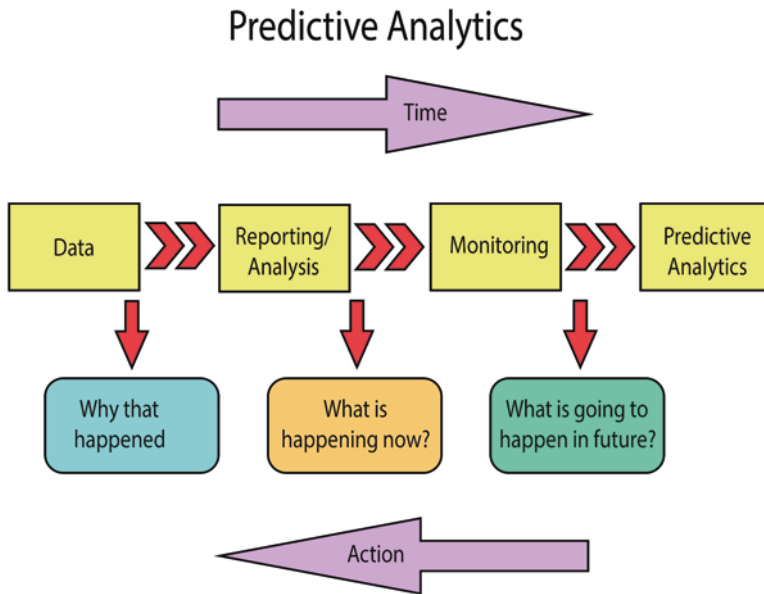 Predictive Analytics
Time
Data
Reporting/
Analysis
Monitoring
Predictive
Analytics
Why that
happened
What is
happening now?
What is going to
happen in future?
Action